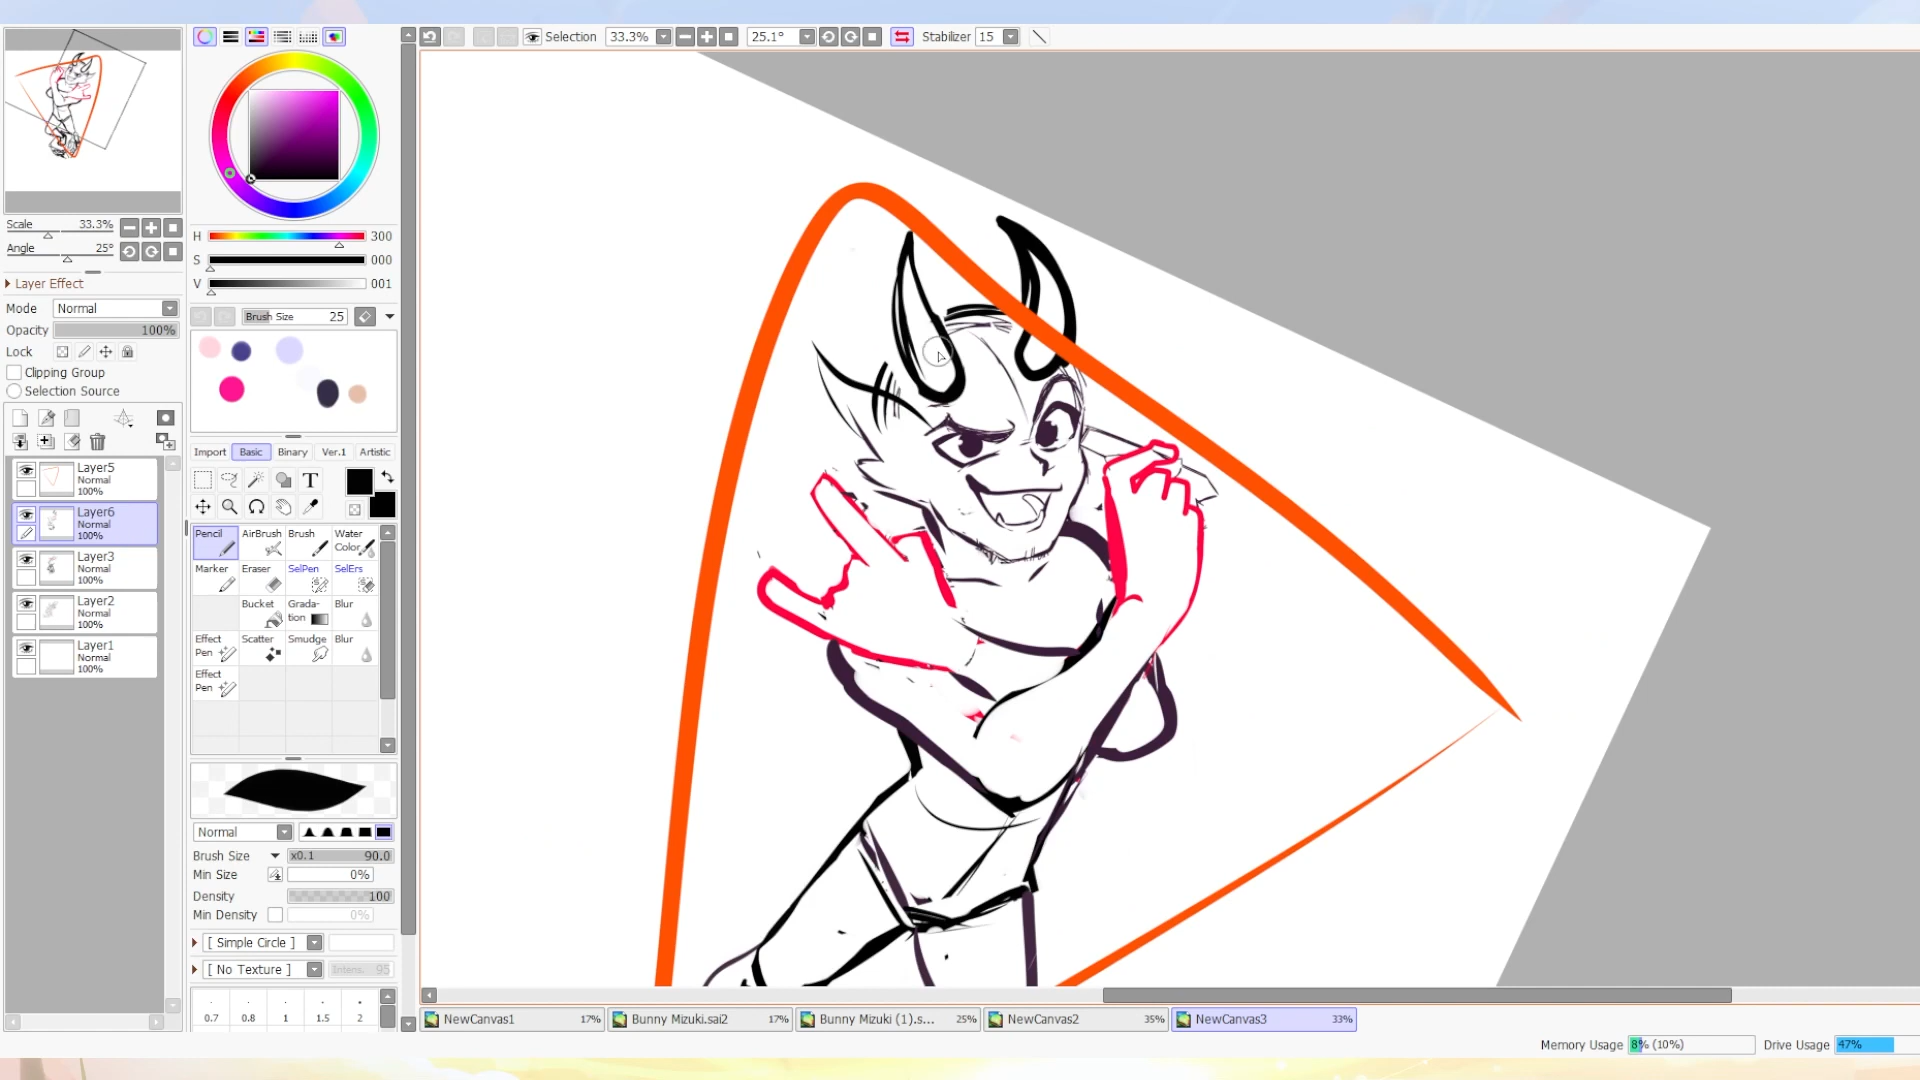 Selection 33.3% 25.1° Stabilizer 15
Scale 33.3%
Angle 25°
Layer Effect
Mode Normal
Opacity 100%
Lock
Clipping Group
Selection Source
Layer5
Normal
100%
Layer6
Normal
100%
Layer3
Normal
100%
Layer2
Normal
100%
Layer1
Normal
100%
H 300
S 000
V 001
Brush Size 25
Import Basic Binary Ver.1 Artistic
T
Pencil AirBrush Brush Water Color
Marker Eraser SelPen SelErs
Bucket Grada-tion Blur
Effect Pen Scatter Smudge Blur
Effect Pen
Normal
Brush Size x0.1 90.0
Min Size 0%
Density 100
Min Density 0%
[ Simple Circle ]
[ No Texture ] Intens. 95
0.7 0.8 1 1.5 2
NewCanvas1 17% Bunny Mizuki.sai2 17% Bunny Mizuki (1).s... 25% NewCanvas2 35% NewCanvas3 33%
Memory Usage 8% (10%) Drive Usage 47%